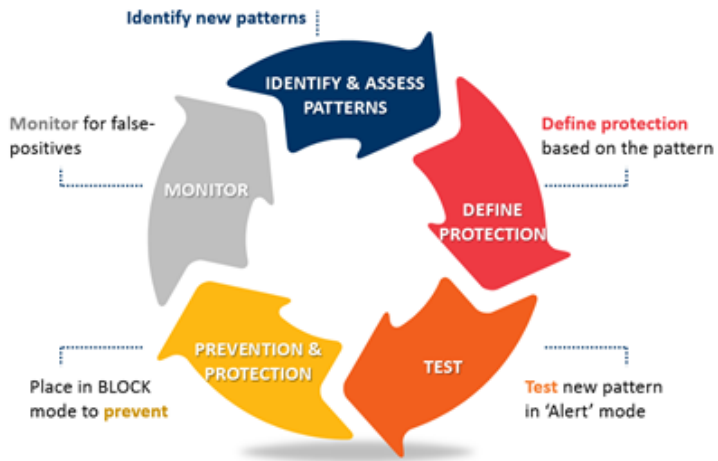 Identify new patterns
IDENTIFY & ASSESS
PATTERNS
Define protection
based on the pattern
DEFINE
PROTECTION
TEST
Test new pattern
in ‘Alert’ mode
PREVENTION &
PROTECTION
Place in BLOCK
mode to prevent
MONITOR
Monitor for false-
positives